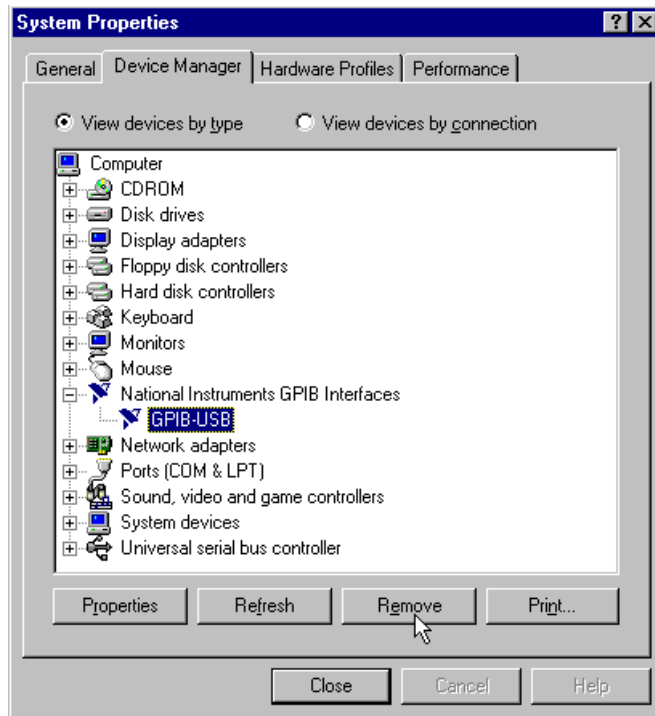 System Properties
General Device Manager Hardware Profiles Performance
View devices by type View devices by connection
Computer
CDROM
Disk drives
Display adapters
Floppy disk controllers
Hard disk controllers
Keyboard
Monitors
Mouse
National Instruments GPIB Interfaces
GPIB-USB
Network adapters
Ports (COM & LPT)
Sound, video and game controllers
System devices
Universal serial bus controller
Properties Refresh Remove Print...
Close Cancel Help